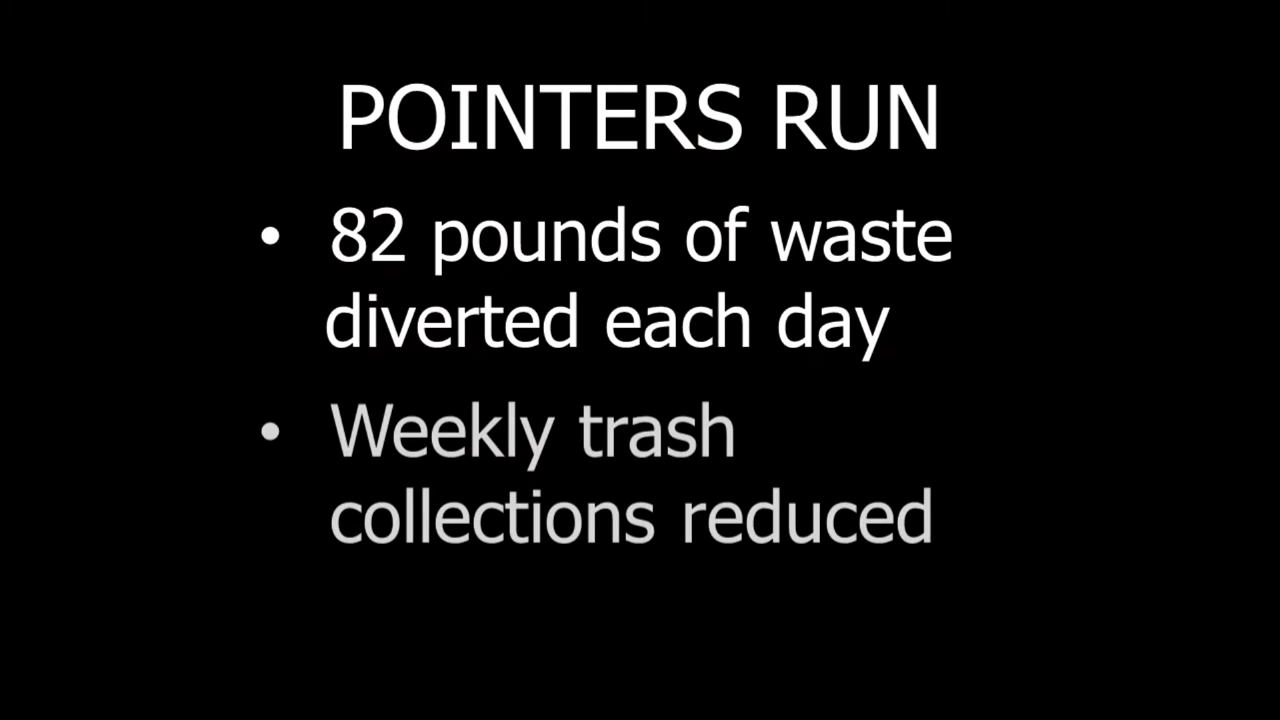 POINTERS RUN
• 82 pounds of waste
diverted each day
• Weekly trash
collections reduced